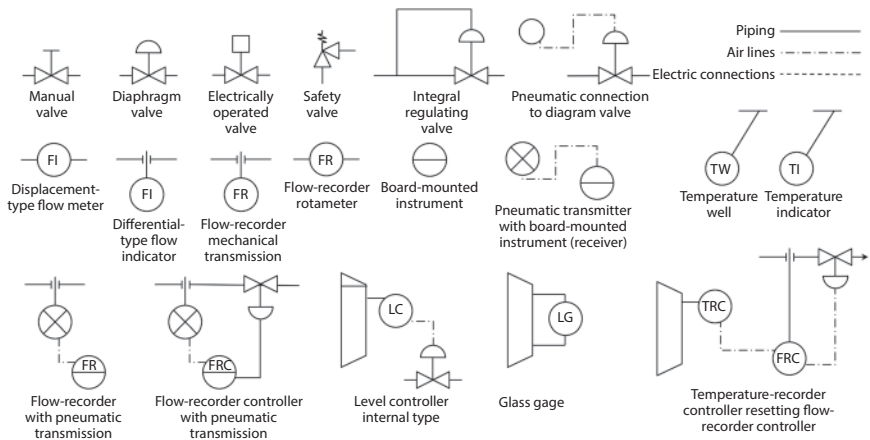 Piping
Air lines
Electric connections
Manual
valve
Diaphragm
valve
Electrically
operated
valve
Safety
valve
Integral
regulating
valve
Pneumatic connection
to diagram valve
FI
Displacement-
type flow meter
FI
Differential-
type flow
indicator
FR
Flow-recorder
mechanical
transmission
FR
Flow-recorder
rotameter
Board-mounted
instrument
Pneumatic transmitter
with board-mounted
instrument (receiver)
TW
Temperature
well
TI
Temperature
indicator
FR
Flow-recorder
with pneumatic
transmission
FRC
Flow-recorder controller
with pneumatic
transmission
LC
Level controller
internal type
LG
Glass gage
TRC
FRC
Temperature-recorder
controller resetting flow-
recorder controller